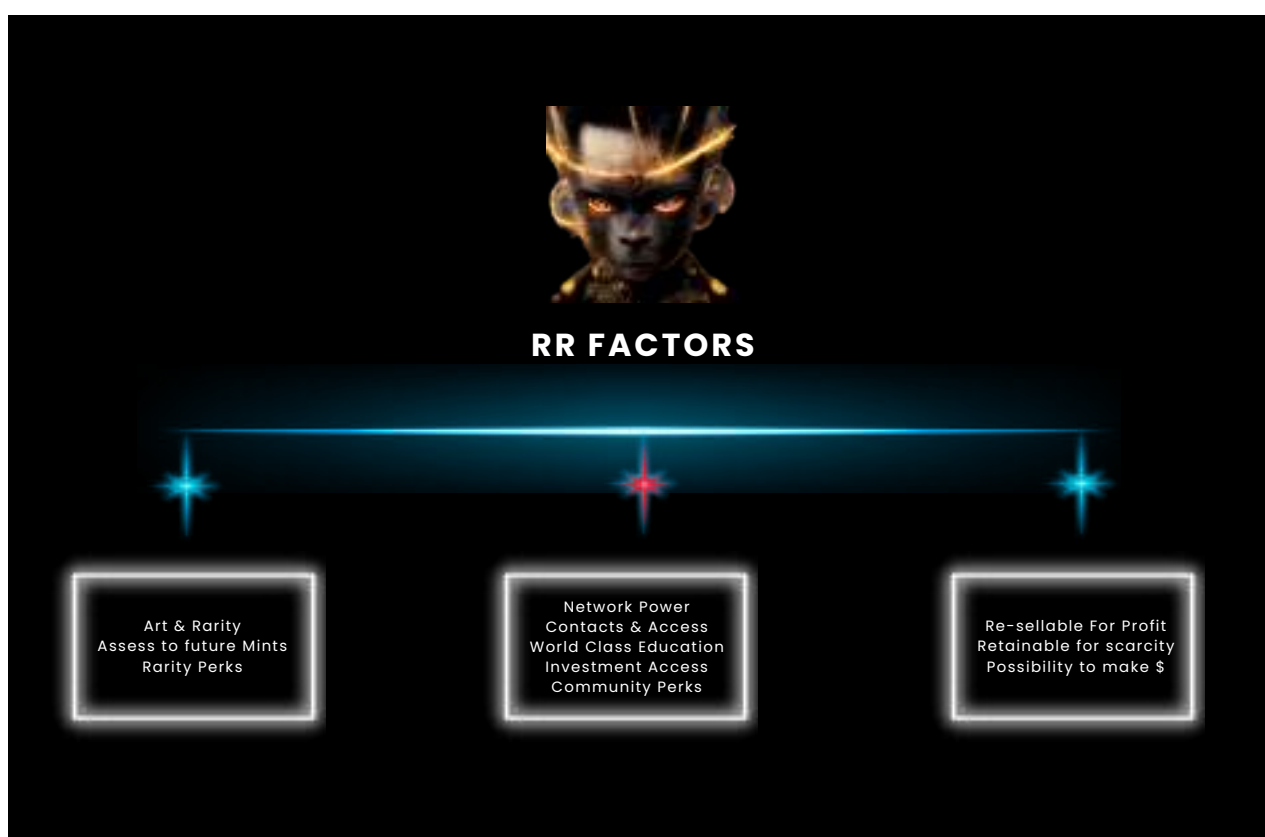 RR FACTORS
Art & Rarity
Assess to future Mints
Rarity Perks
Network Power
Contacts & Access
World Class Education
Investment Access
Community Perks
Re-sellable For Profit
Retainable for scarcity
Possibility to make $